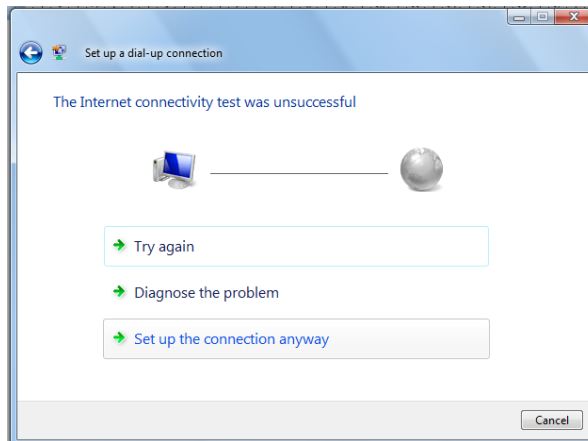 Set up a dial-up connection
The Internet connectivity test was unsuccessful
Try again
Diagnose the problem
Set up the connection anyway
Cancel